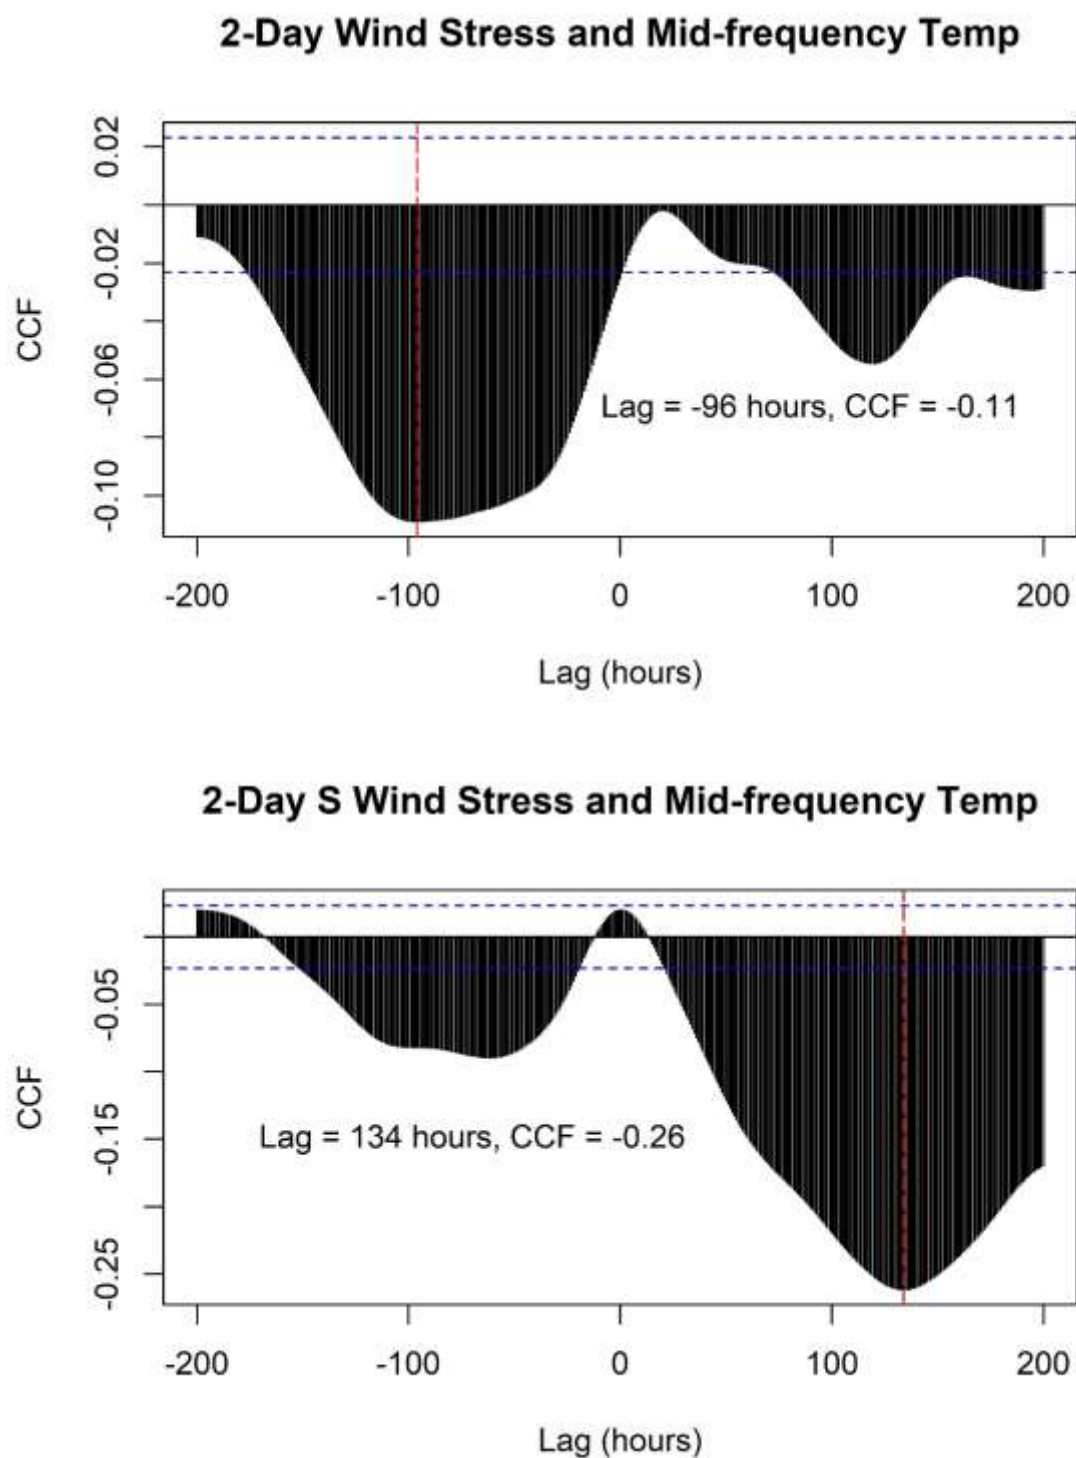 2-Day Wind Stress and Mid-frequency Temp
0.02
-0.02
-0.06
-0.10
CCF
Lag = -96 hours, CCF = -0.11
-200 -100 0 100 200
Lag (hours)
2-Day S Wind Stress and Mid-frequency Temp
-0.05
-0.15
-0.25
CCF
Lag = 134 hours, CCF = -0.26
-200 -100 0 100 200
Lag (hours)